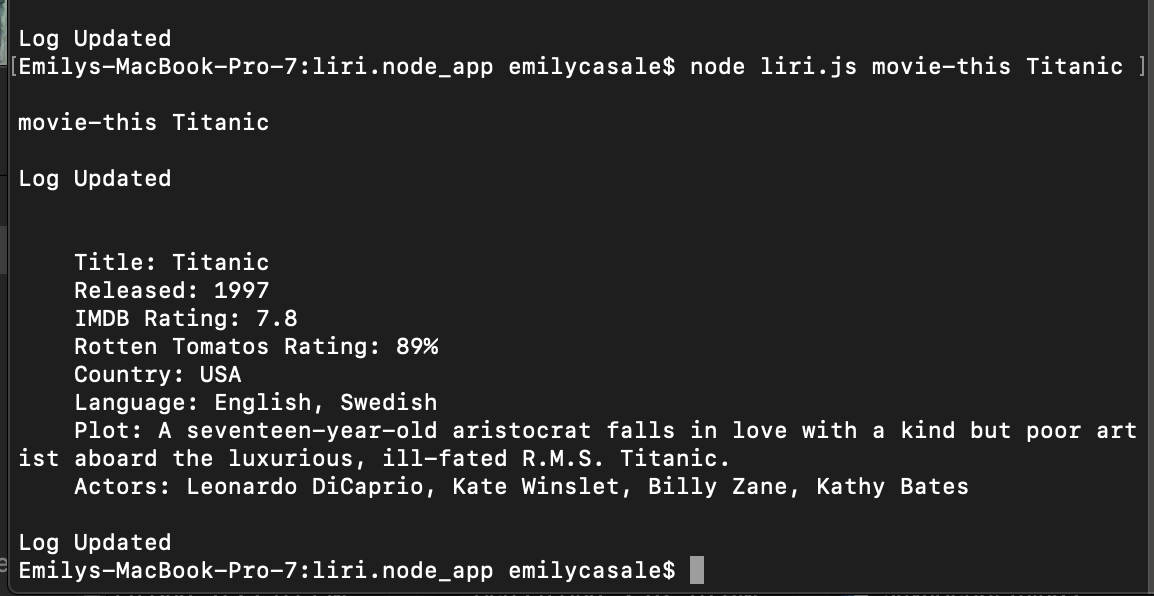 Log Updated
[Emilys-MacBook-Pro-7:liri.node_app emilycasale$ node liri.js movie-this Titanic ]
movie-this Titanic
Log Updated
Title: Titanic
Released: 1997
IMDB Rating: 7.8
Rotten Tomatos Rating: 89%
Country: USA
Language: English, Swedish
Plot: A seventeen-year-old aristocrat falls in love with a kind but poor art
ist aboard the luxurious, ill-fated R.M.S. Titanic.
Actors: Leonardo DiCaprio, Kate Winslet, Billy Zane, Kathy Bates
Log Updated
Emilys-MacBook-Pro-7:liri.node_app emilycasale$